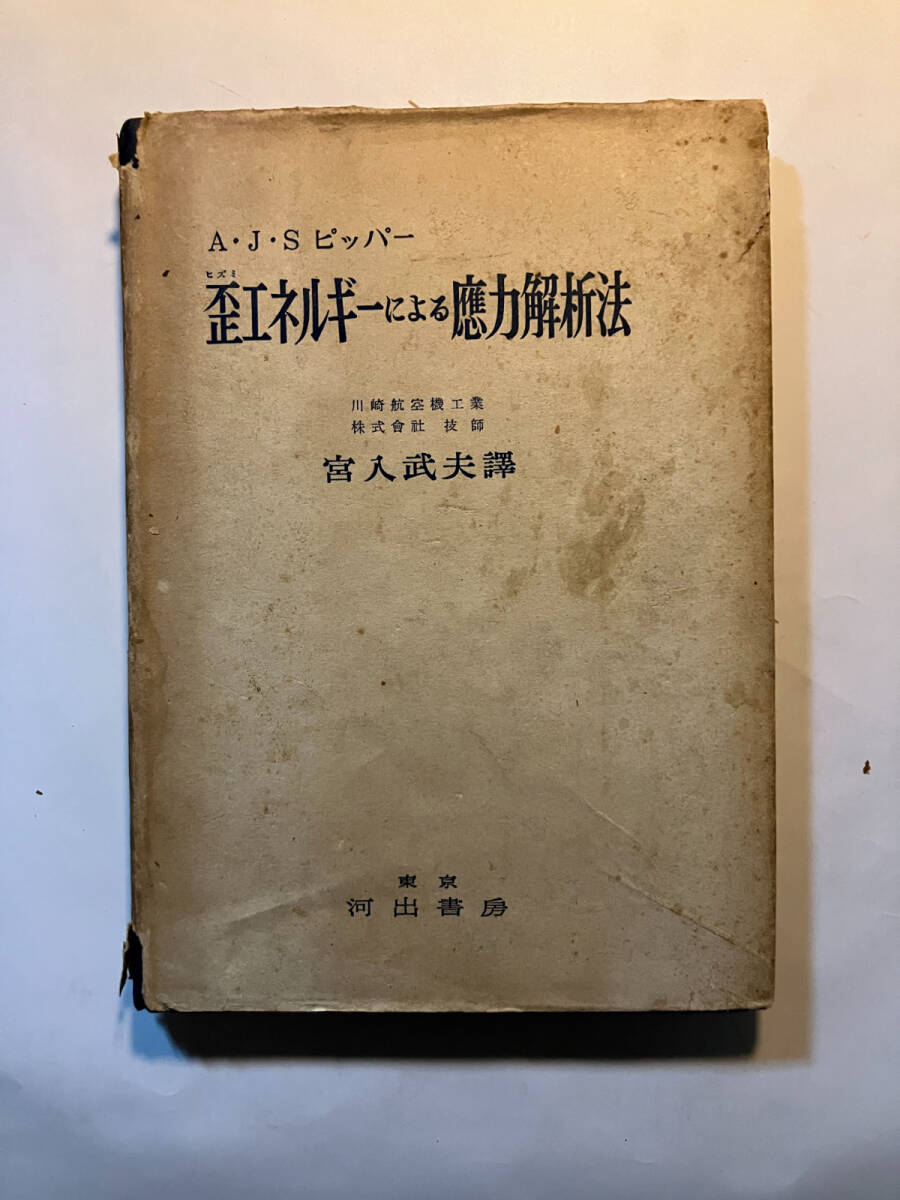 A・J・S ピッパー
ヒズミ
歪エネルギーによる應力解析法
川崎航空機工業
株式會社 技師
宮入武夫譯
東京
河出書房